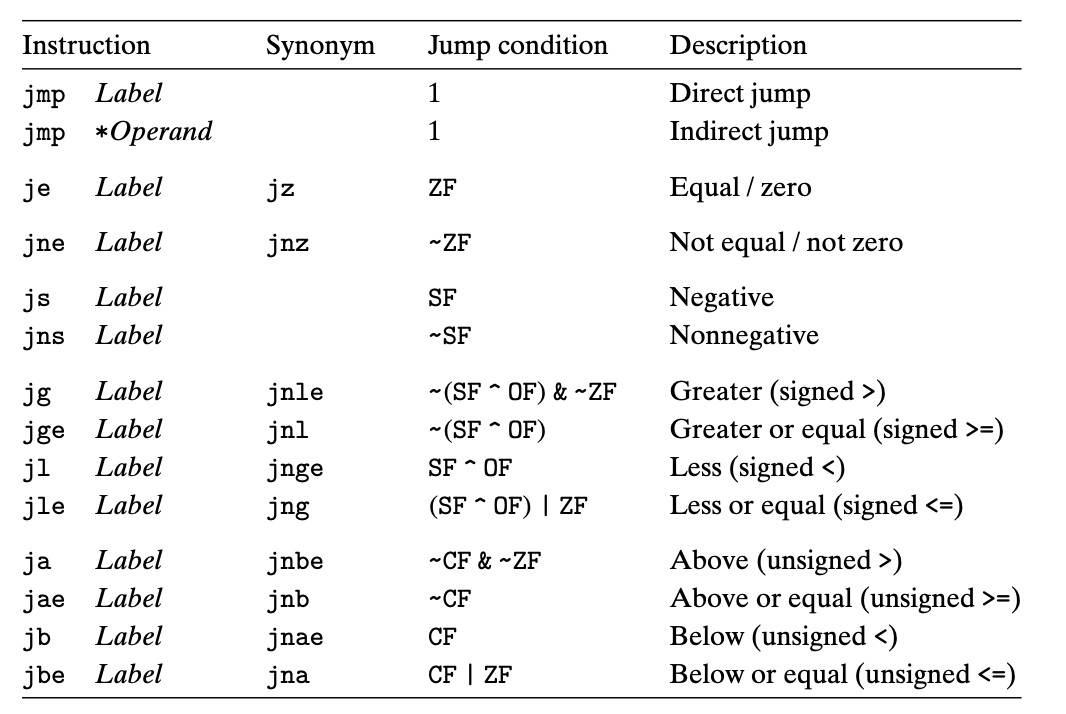 Instruction Synonym Jump condition Description
jmp Label 1 Direct jump
jmp *Operand 1 Indirect jump
je Label jz ZF Equal / zero
jne Label jnz ~ZF Not equal / not zero
js Label SF Negative
jns Label ~SF Nonnegative
jg Label jnle ~(SF ^ OF) & ~ZF Greater (signed >)
jge Label jnl ~(SF ^ OF) Greater or equal (signed >=)
jl Label jnge SF ^ OF Less (signed <)
jle Label jng (SF ^ OF) | ZF Less or equal (signed <=)
ja Label jnbe ~CF & ~ZF Above (unsigned >)
jae Label jnb ~CF Above or equal (unsigned >=)
jb Label jnae CF Below (unsigned <)
jbe Label jna CF | ZF Below or equal (unsigned <=)